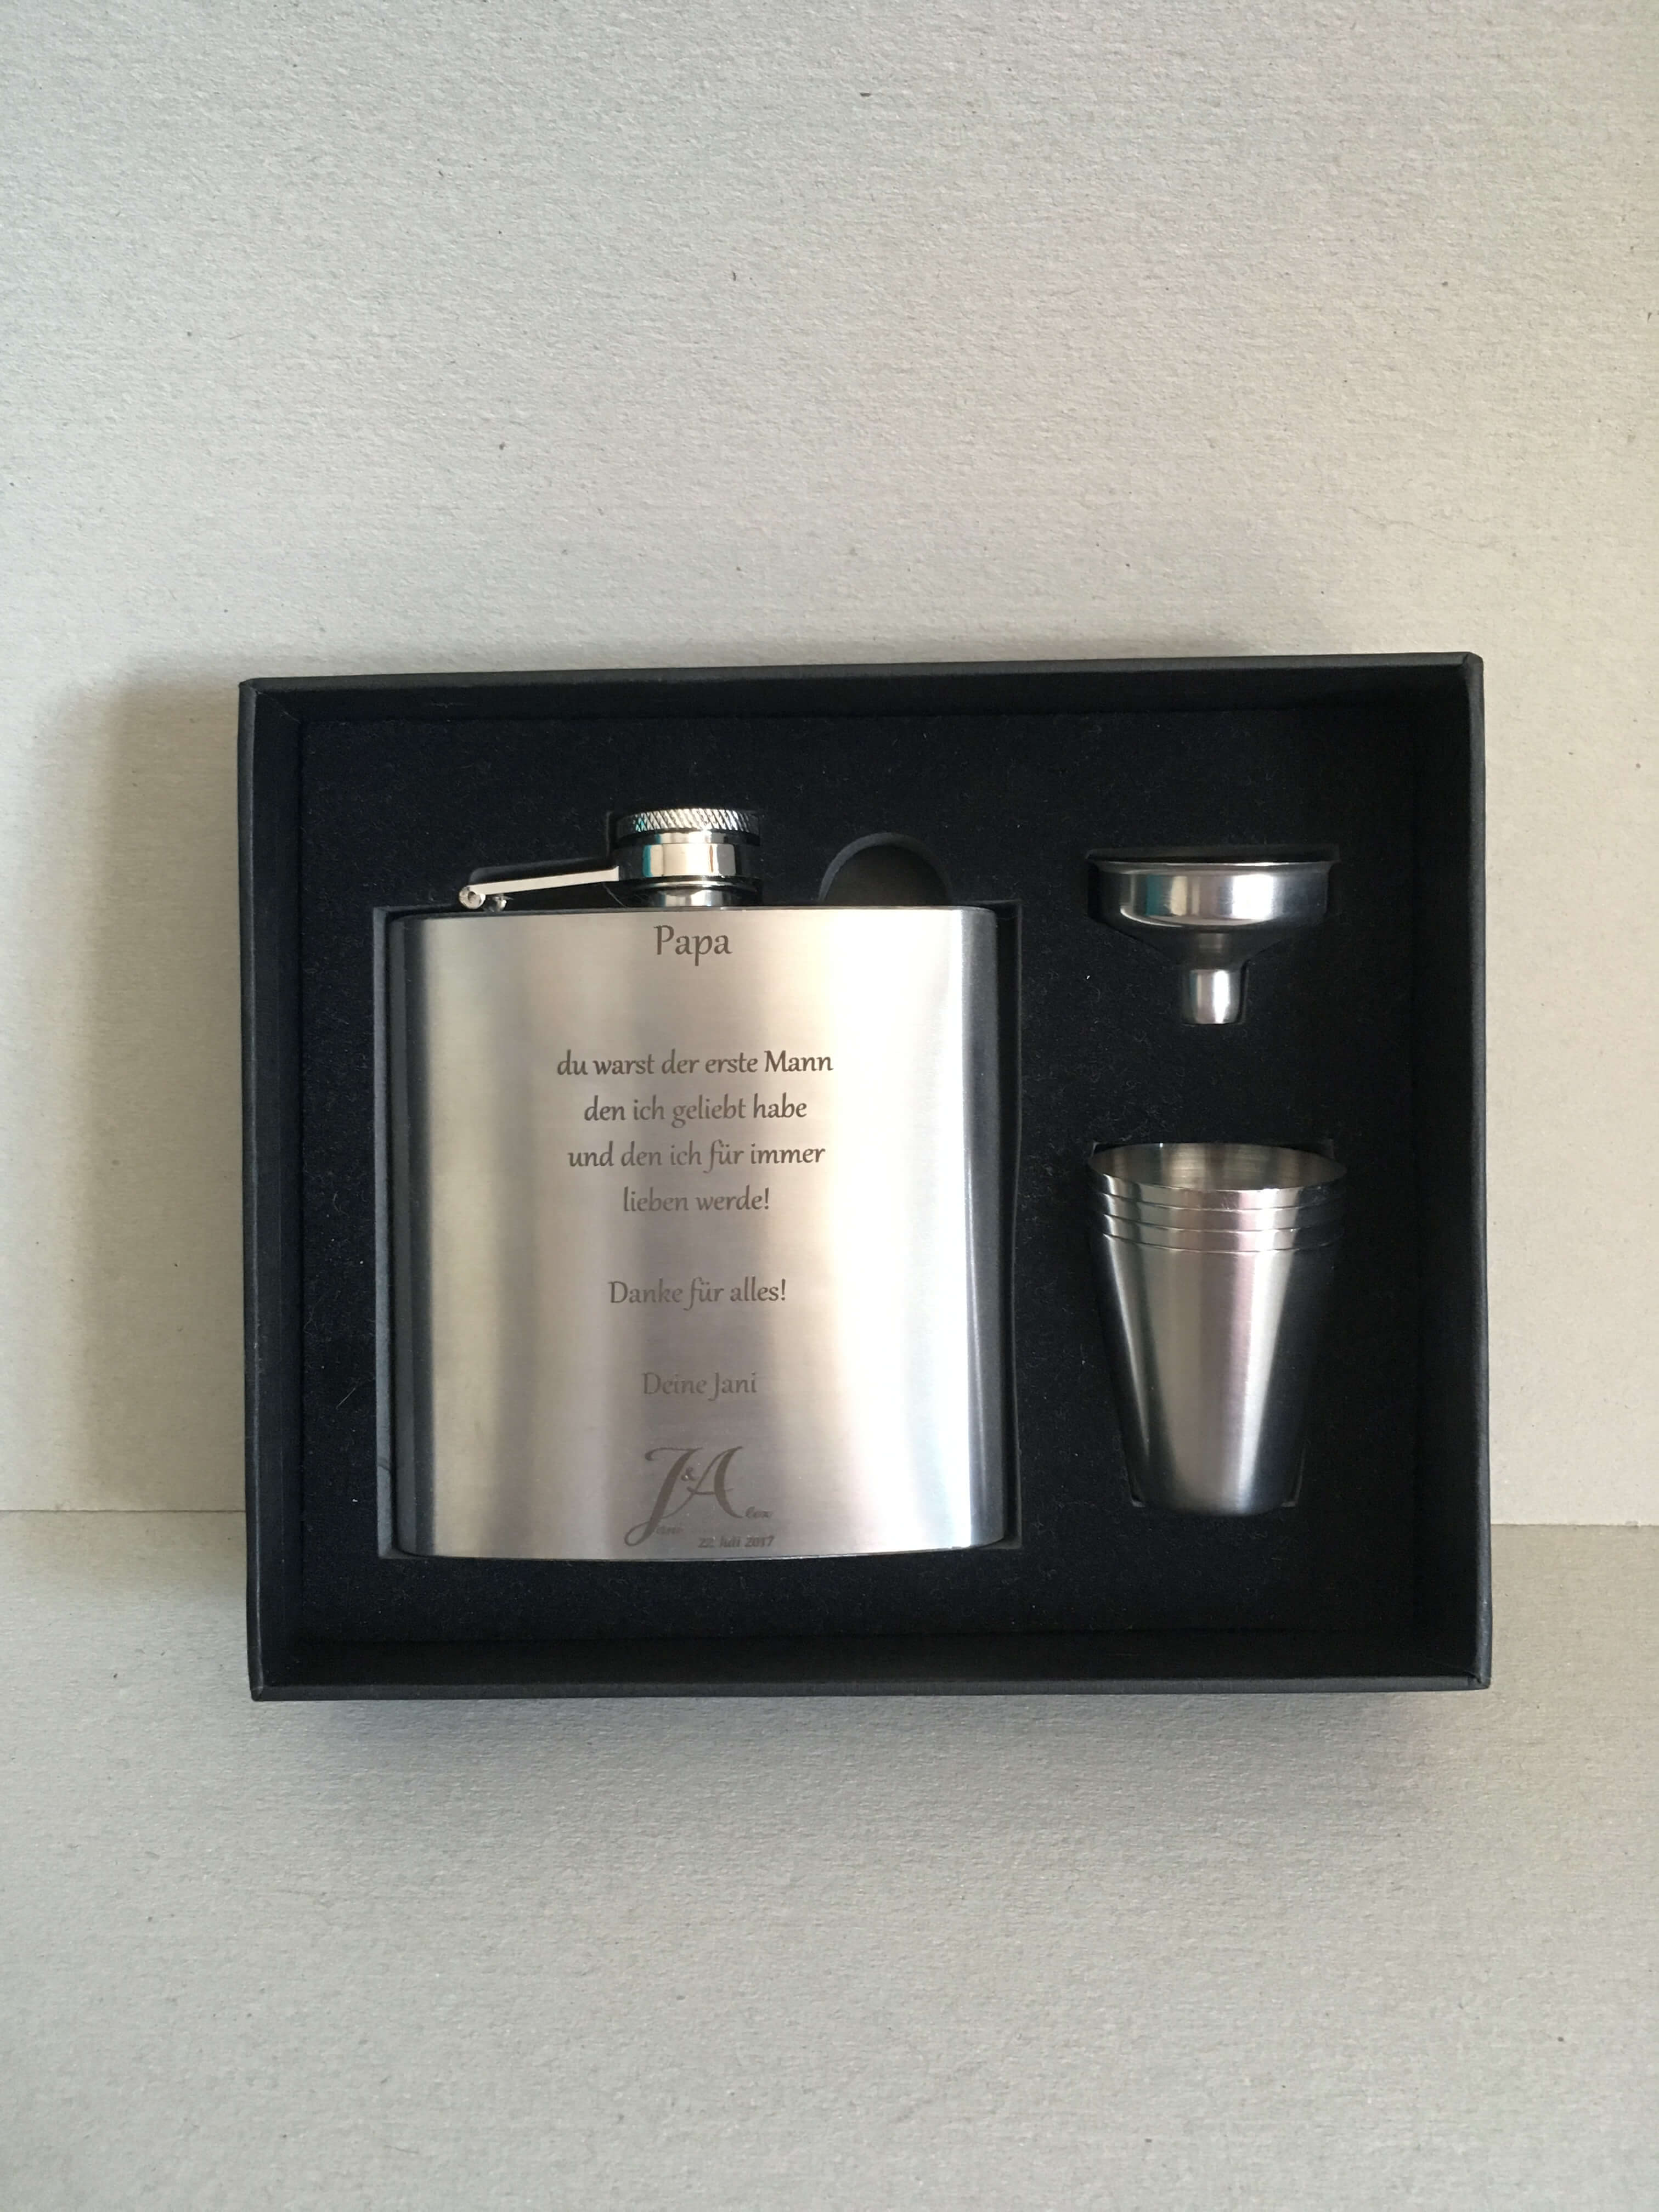 Papa
du warst der erste Mann
den ich geliebt habe
und den ich für immer
lieben werde!
Danke für alles!
Deine Jani
J&A
lex
22. Juli 2017